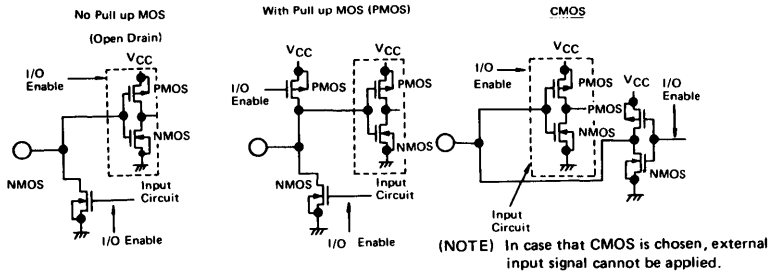 No Pull up MOS
(Open Drain)
VCC
I/O
Enable
PMOS
NMOS
NMOS
Input
Circuit
I/O Enable
With Pull up MOS (PMOS)
VCC
VCC
I/O
Enable
PMOS
PMOS
NMOS
NMOS
Input
Circuit
I/O Enable
CMOS
VCC
I/O
Enable
PMOS
PMOS
NMOS
VCC
I/O
Enable
NMOS
Input
Circuit
(NOTE) In case that CMOS is chosen, external
input signal cannot be applied.